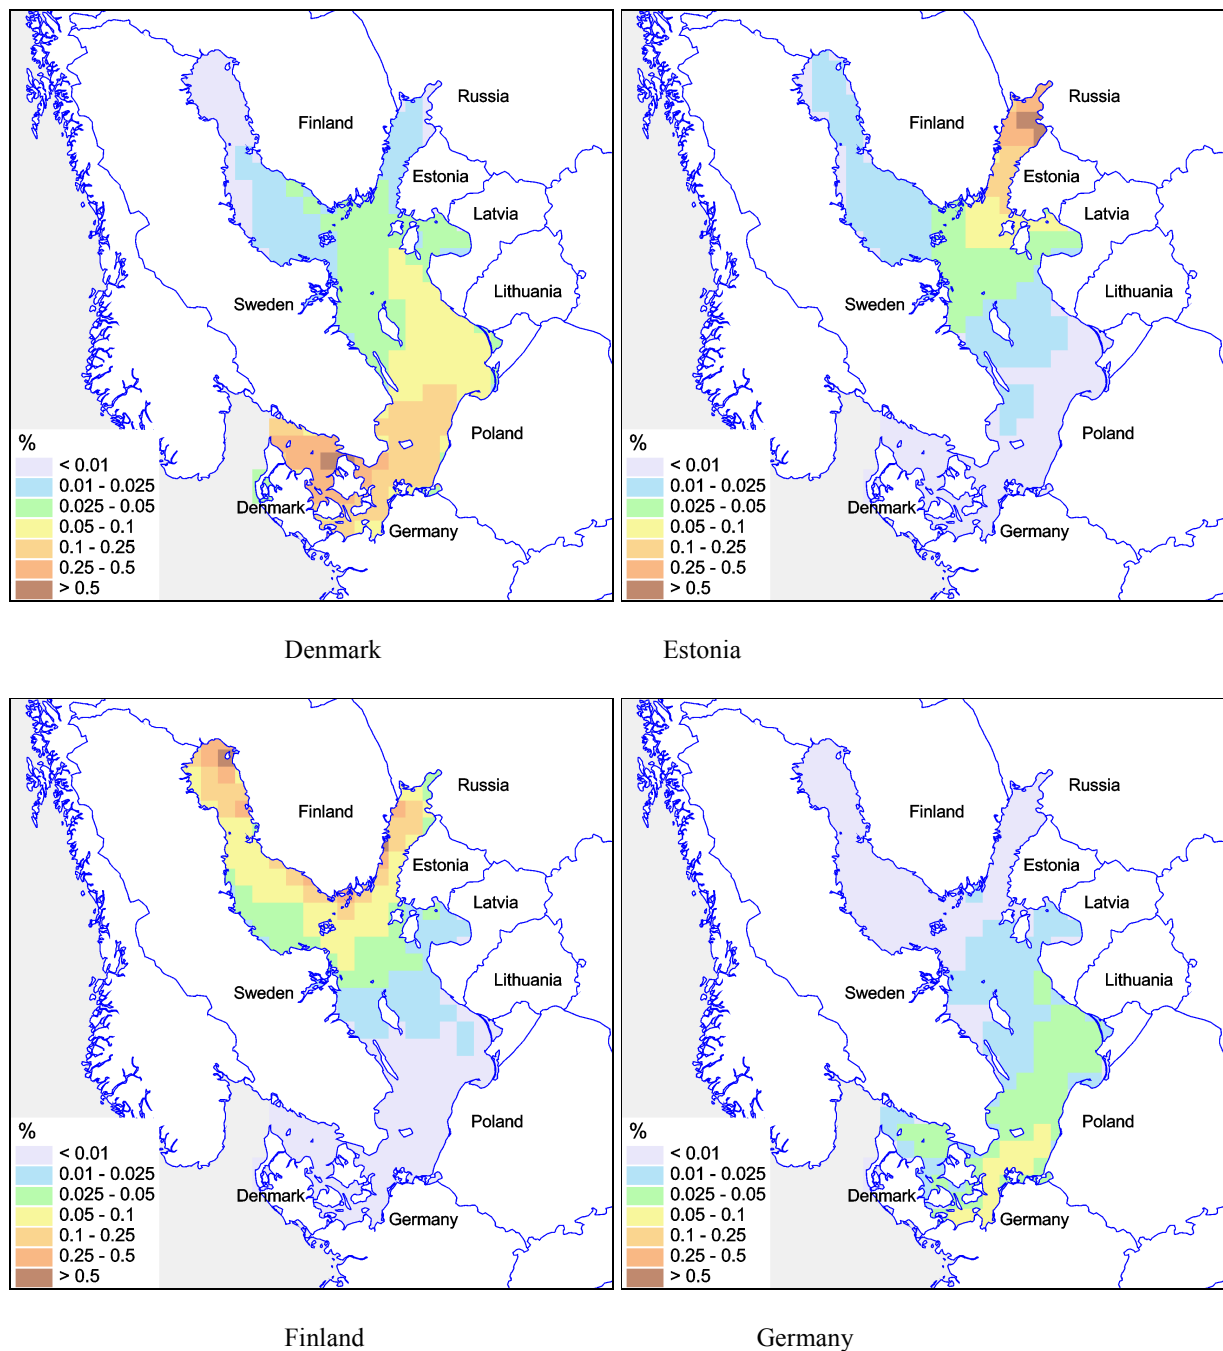 Finland
Russia
Estonia
Latvia
Lithuania
Sweden
Poland
Denmark
Germany
%
< 0.01
0.01 - 0.025
0.025 - 0.05
0.05 - 0.1
0.1 - 0.25
0.25 - 0.5
> 0.5
Finland
Russia
Estonia
Latvia
Lithuania
Sweden
Poland
Denmark
Germany
%
< 0.01
0.01 - 0.025
0.025 - 0.05
0.05 - 0.1
0.1 - 0.25
0.25 - 0.5
> 0.5
Denmark Estonia
Finland
Russia
Estonia
Latvia
Lithuania
Sweden
Poland
Denmark
Germany
%
< 0.01
0.01 - 0.025
0.025 - 0.05
0.05 - 0.1
0.1 - 0.25
0.25 - 0.5
> 0.5
Finland
Russia
Estonia
Latvia
Lithuania
Sweden
Poland
Denmark
Germany
%
< 0.01
0.01 - 0.025
0.025 - 0.05
0.05 - 0.1
0.1 - 0.25
0.25 - 0.5
> 0.5
Finland Germany